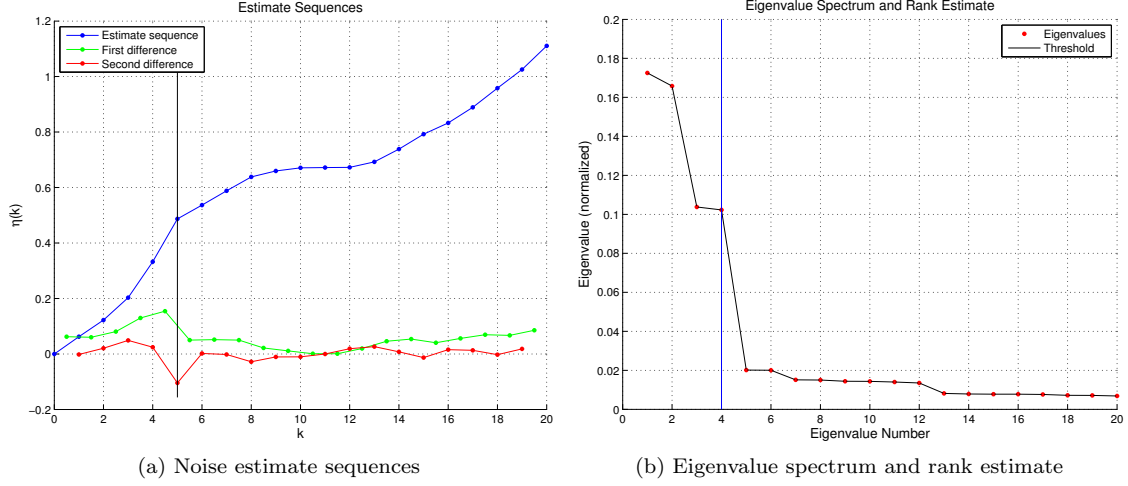 Estimate Sequences
Estimate sequence
First difference
Second difference
1.2
1
0.8
0.6
0.4
0.2
0
−0.2
η(k)
0 2 4 6 8 10 12 14 16 18 20
k
(a) Noise estimate sequences
Eigenvalue Spectrum and Rank Estimate
Eigenvalues
Threshold
0.2
0.18
0.16
0.14
0.12
0.1
0.08
0.06
0.04
0.02
0
Eigenvalue (normalized)
0 2 4 6 8 10 12 14 16 18 20
Eigenvalue Number
(b) Eigenvalue spectrum and rank estimate